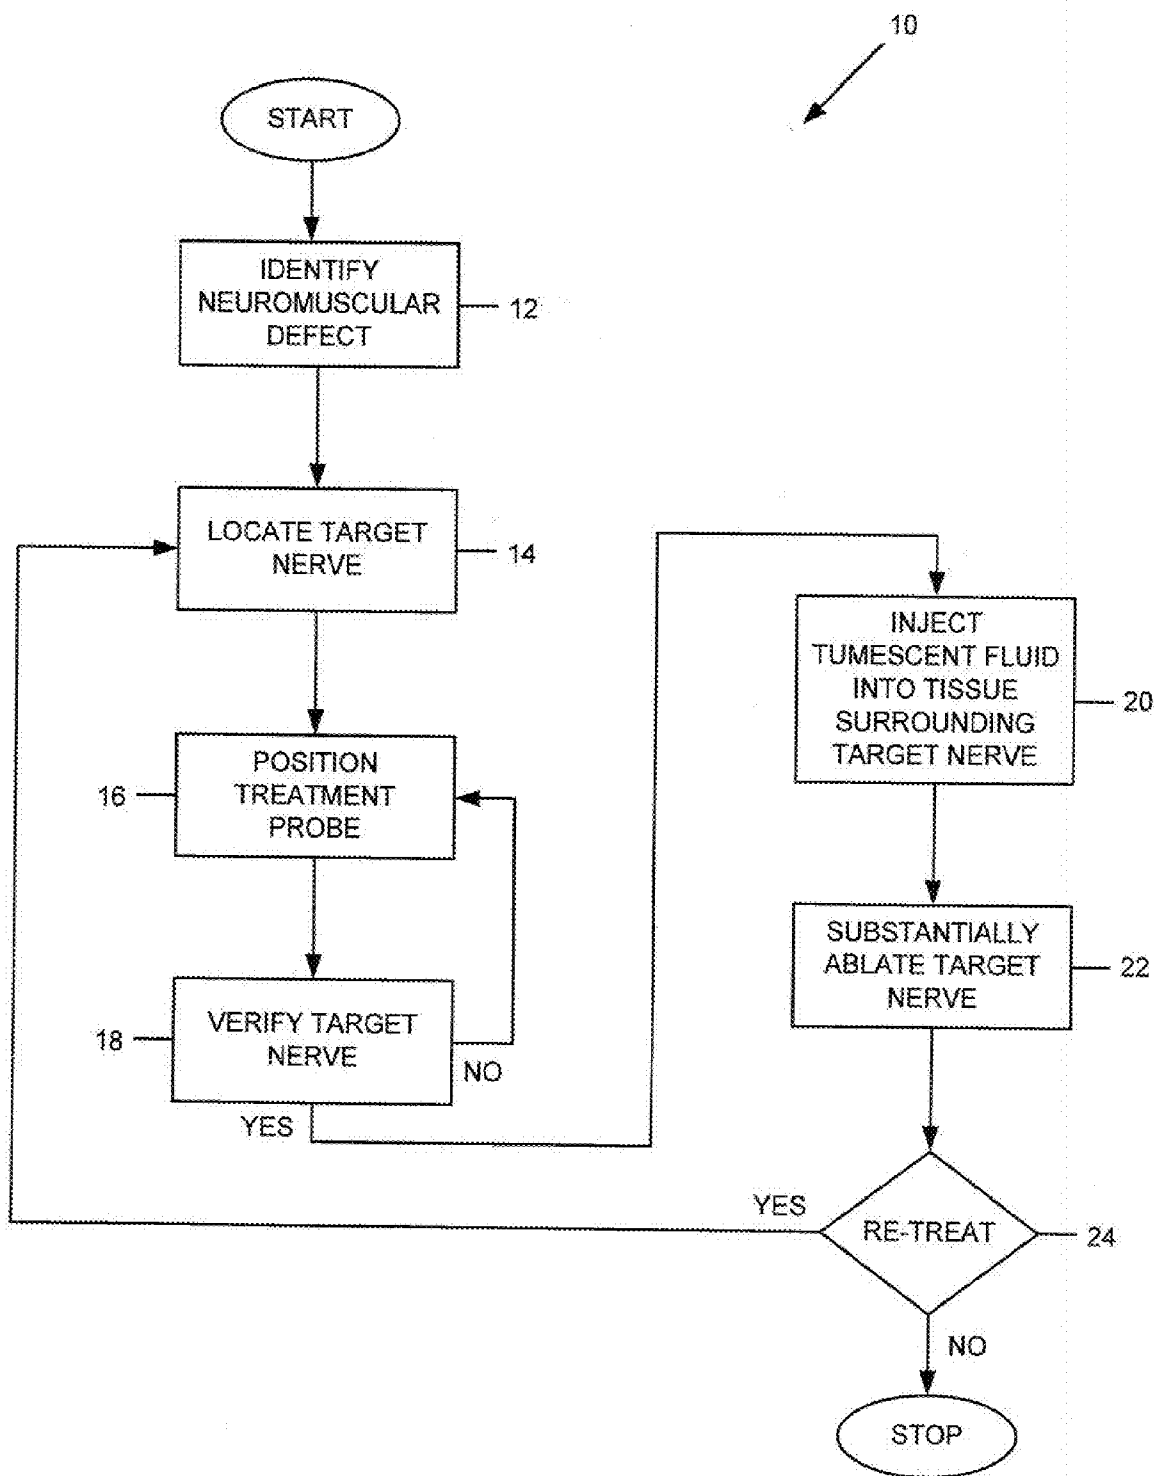 10
START
IDENTIFY
NEUROMUSCULAR
DEFECT
12
LOCATE TARGET
NERVE
14
POSITION
TREATMENT
PROBE
16
VERIFY TARGET
NERVE
18
NO
YES
INJECT
TUMESCENT FLUID
INTO TISSUE
SURROUNDING
TARGET NERVE
20
SUBSTANTIALLY
ABLATE TARGET
NERVE
22
YES
RE-TREAT
24
NO
STOP